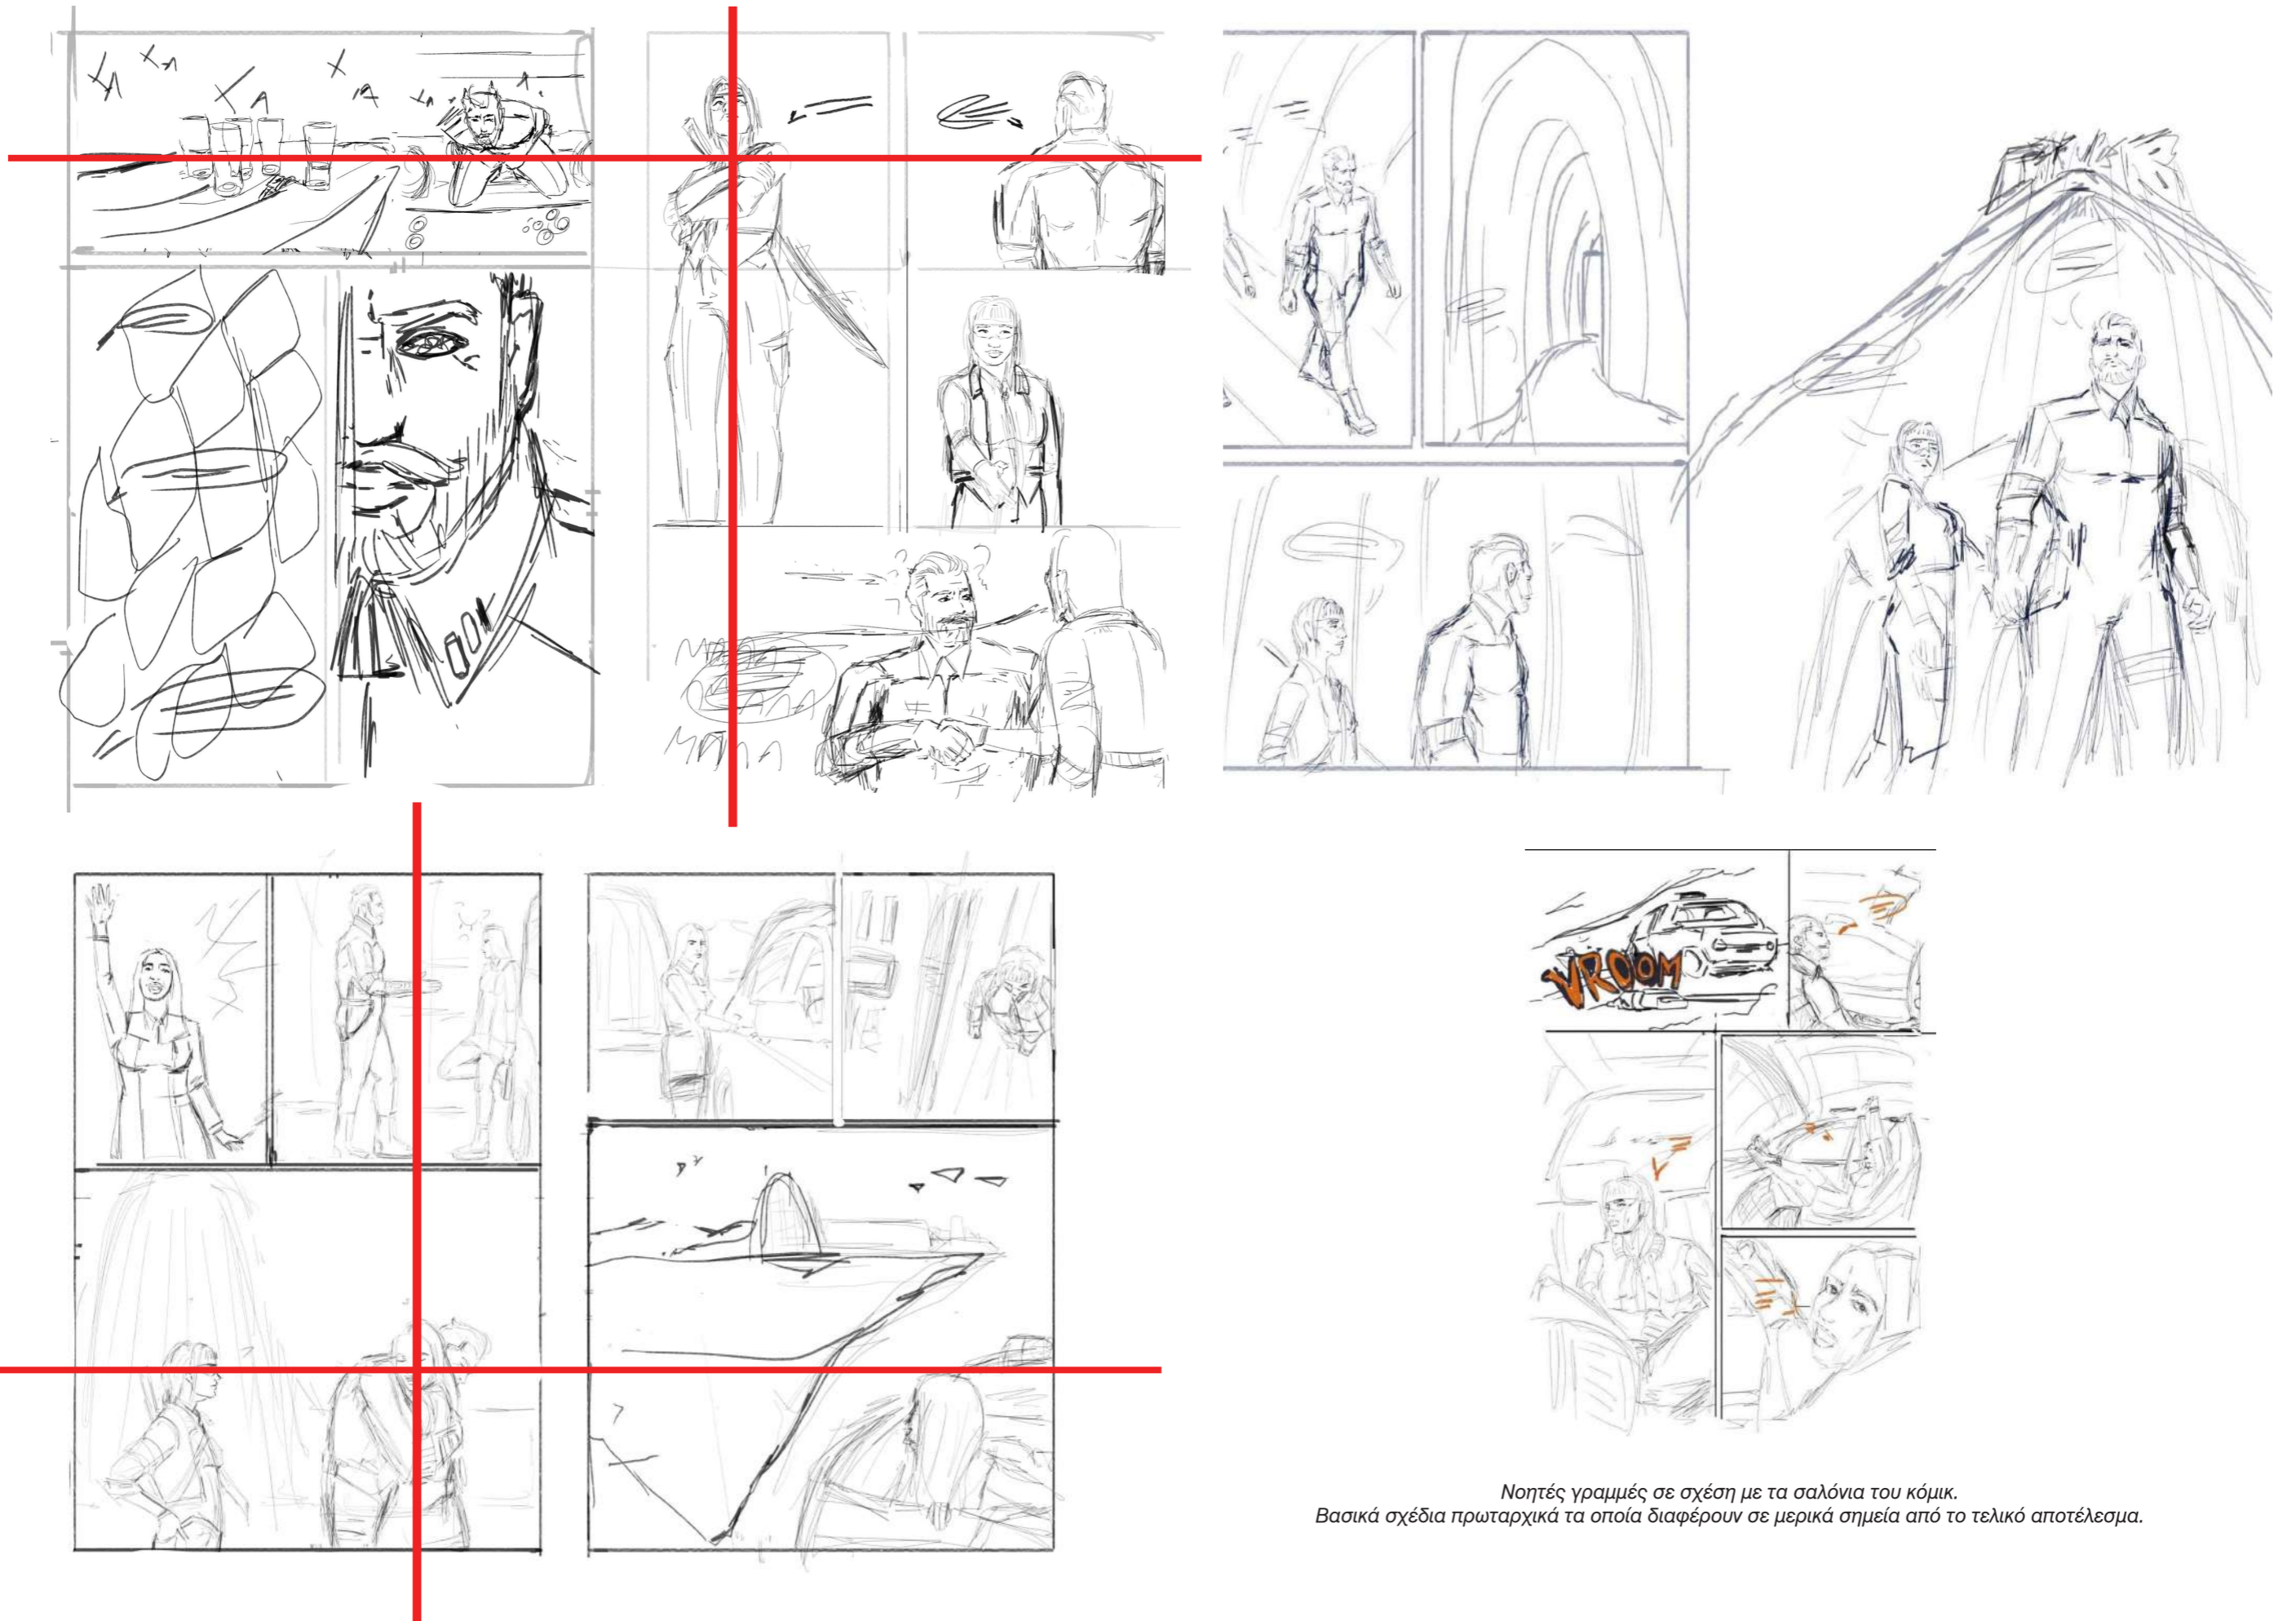 VROOM
Νοητές γραμμές σε σχέση με τα σαλόνια του κόμικ.
Βασικά σχέδια πρωταρχικά τα οποία διαφέρουν σε μερικά σημεία από το τελικό αποτέλεσμα.